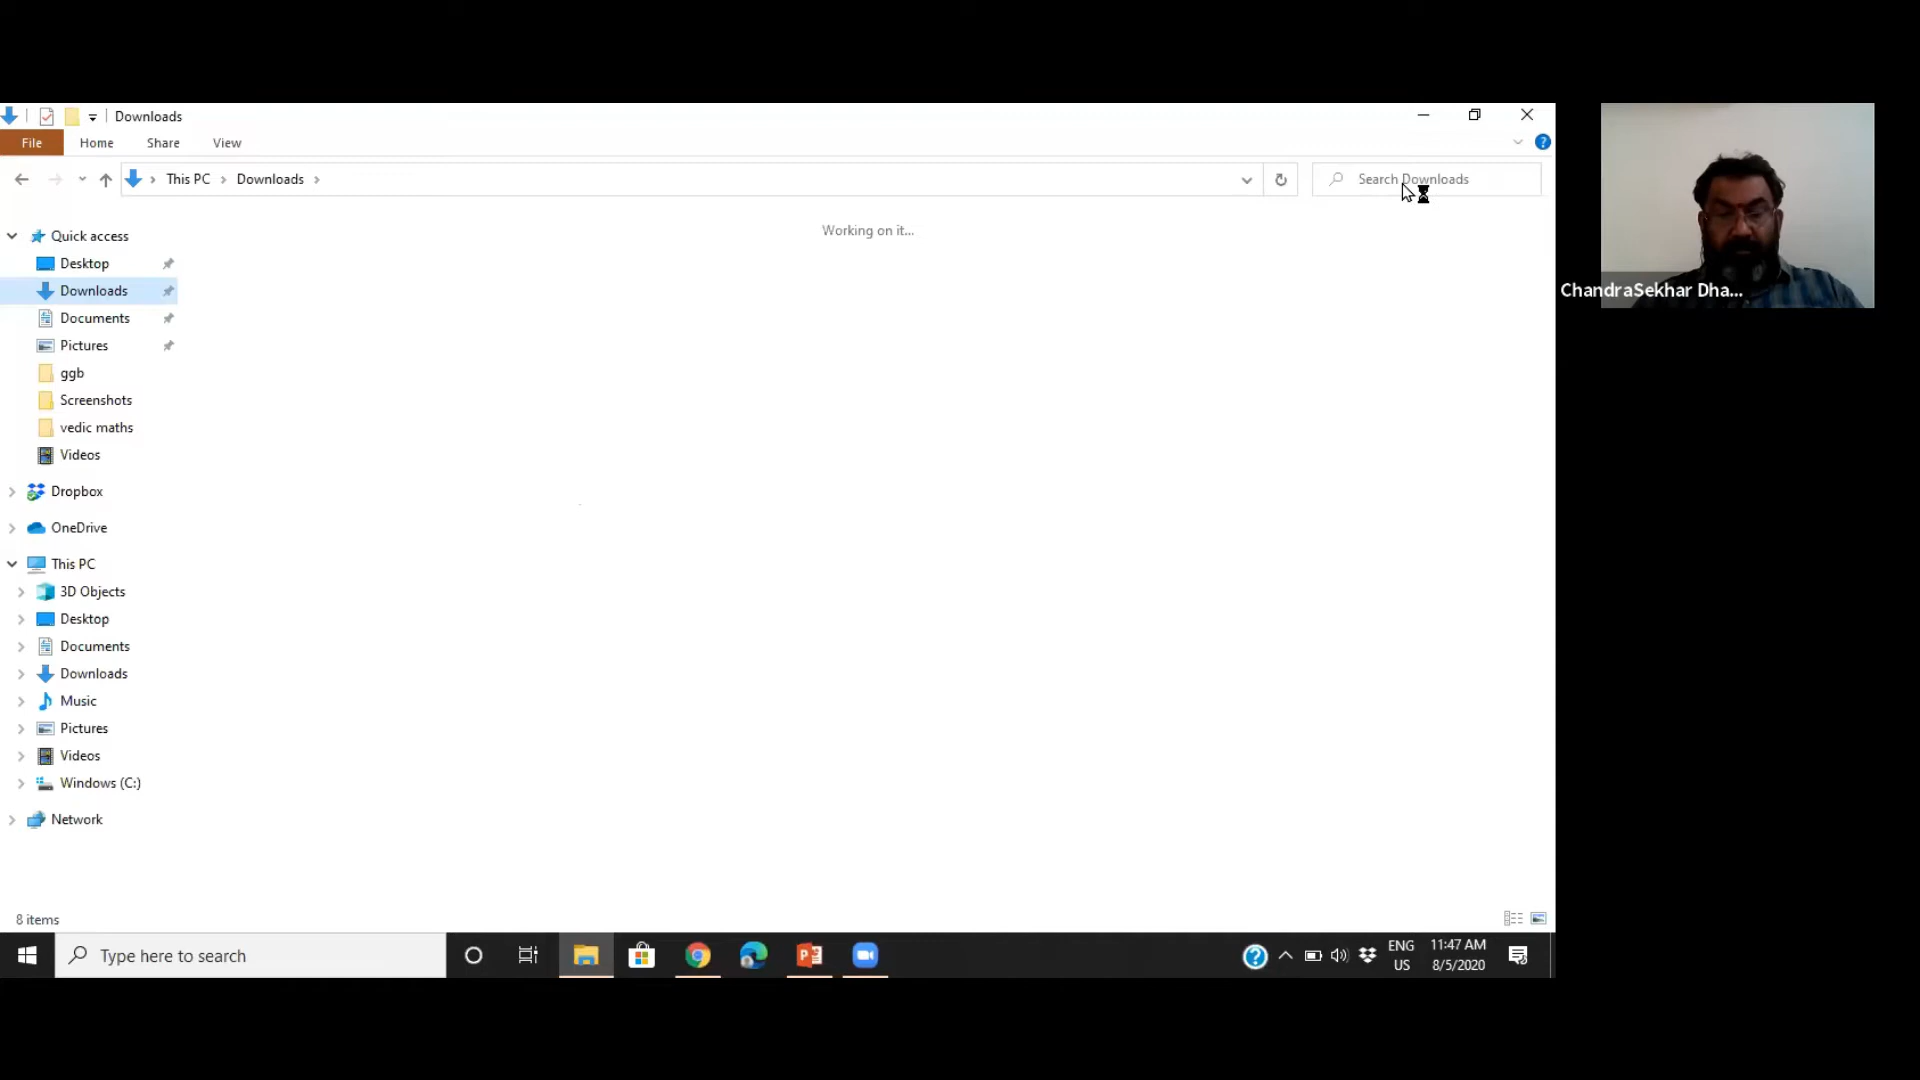 Downloads
File Home Share View
This PC Downloads
Search Downloads
Working on it...
Quick access
Desktop
Downloads
Documents
Pictures
ggb
Screenshots
vedic maths
Videos
Dropbox
OneDrive
This PC
3D Objects
Desktop
Documents
Downloads
Music
Pictures
Videos
Windows (C:)
Network
8 items
Type here to search
ENG
US
11:47 AM
8/5/2020
ChandraSekhar Dha...